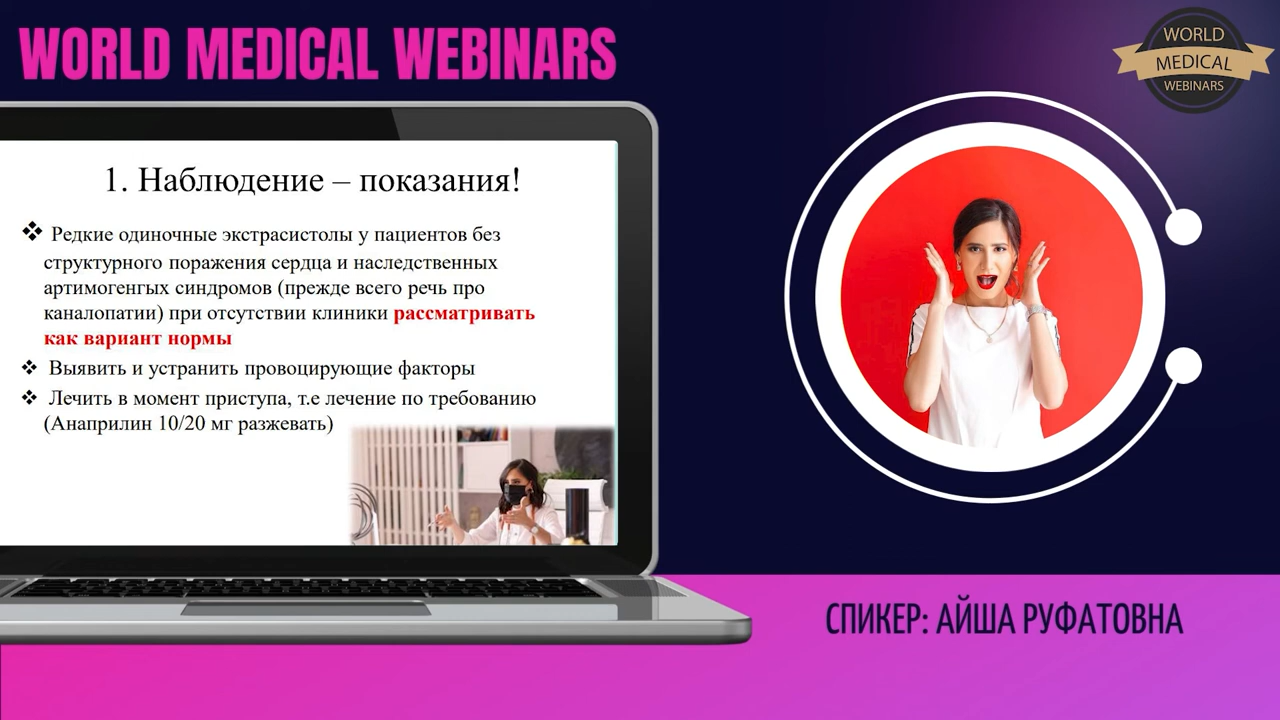 WORLD MEDICAL WEBINARS
WORLD
MEDICAL
WEBINARS
1. Наблюдение – показания!
❖ Редкие одиночные экстрасистолы у пациентов без
структурного поражения сердца и наследственных
артимогенгых синдромов (прежде всего речь про
каналопатии) при отсутствии клиники рассматривать
как вариант нормы
❖ Выявить и устранить провоцирующие факторы
❖ Лечить в момент приступа, т.е лечение по требованию
(Анаприлин 10/20 мг разжевать)
СПИКЕР: АЙША РУФАТОВНА